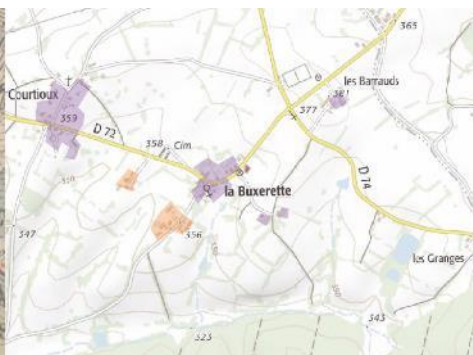 365
les Barrauds
381
Courtioux
377
359
D 72
358
Cim.
D 74
la Buxerette
356
347
les Granges
343
323